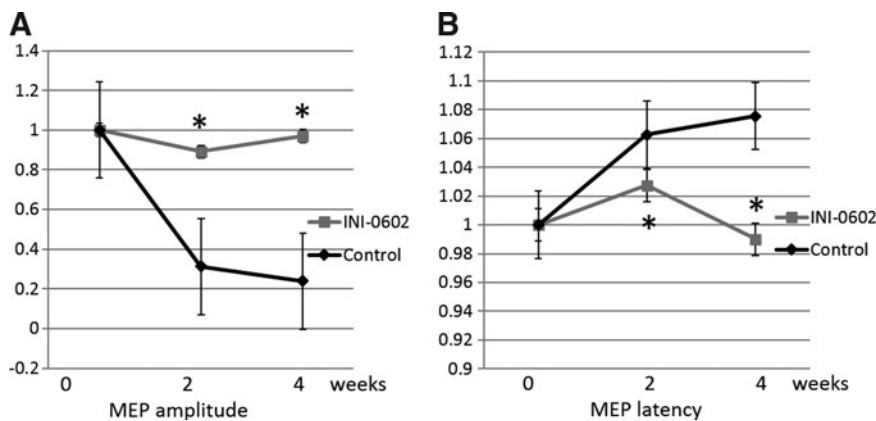 A
1.4
1.2
1
0.8
0.6
0.4
0.2
0
-0.2
* *
INI-0602
Control
0 2 4 weeks
MEP amplitude
B
1.12
1.1
1.08
1.06
1.04
1.02
1
0.98
0.96
0.94
0.92
0.9
* *
INI-0602
Control
0 2 4 weeks
MEP latency